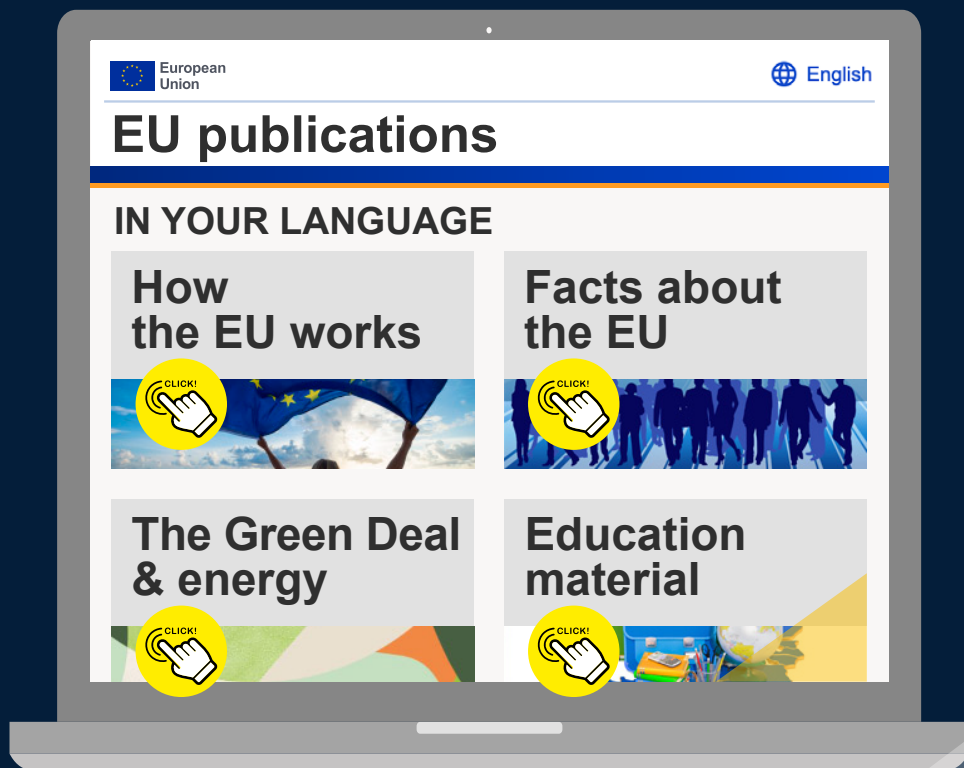 European
Union
English
EU publications
IN YOUR LANGUAGE
How
the EU works
CLICK!
Facts about
the EU
CLICK!
The Green Deal
& energy
CLICK!
Education
material
CLICK!